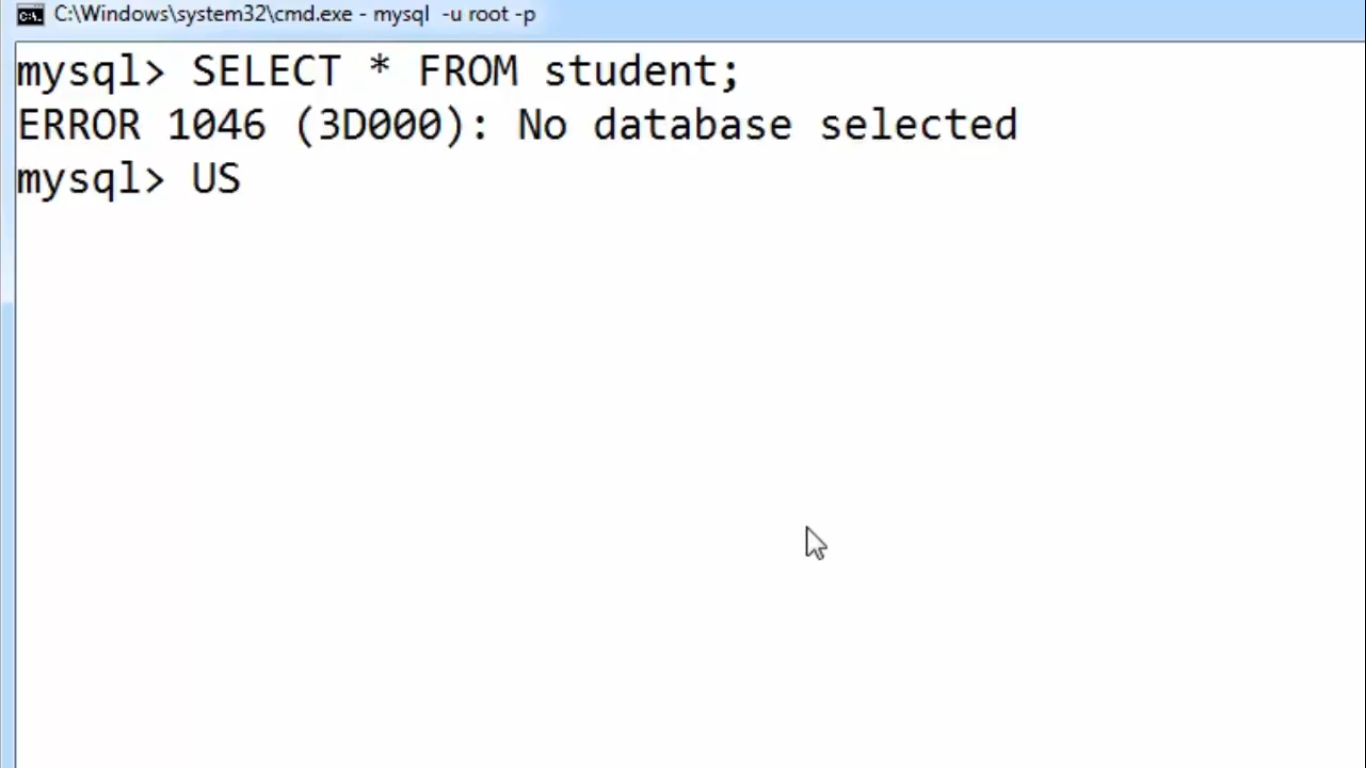 C:\Windows\system32\cmd.exe - mysql  -u root -p
mysql> SELECT * FROM student;
ERROR 1046 (3D000): No database selected
mysql> US